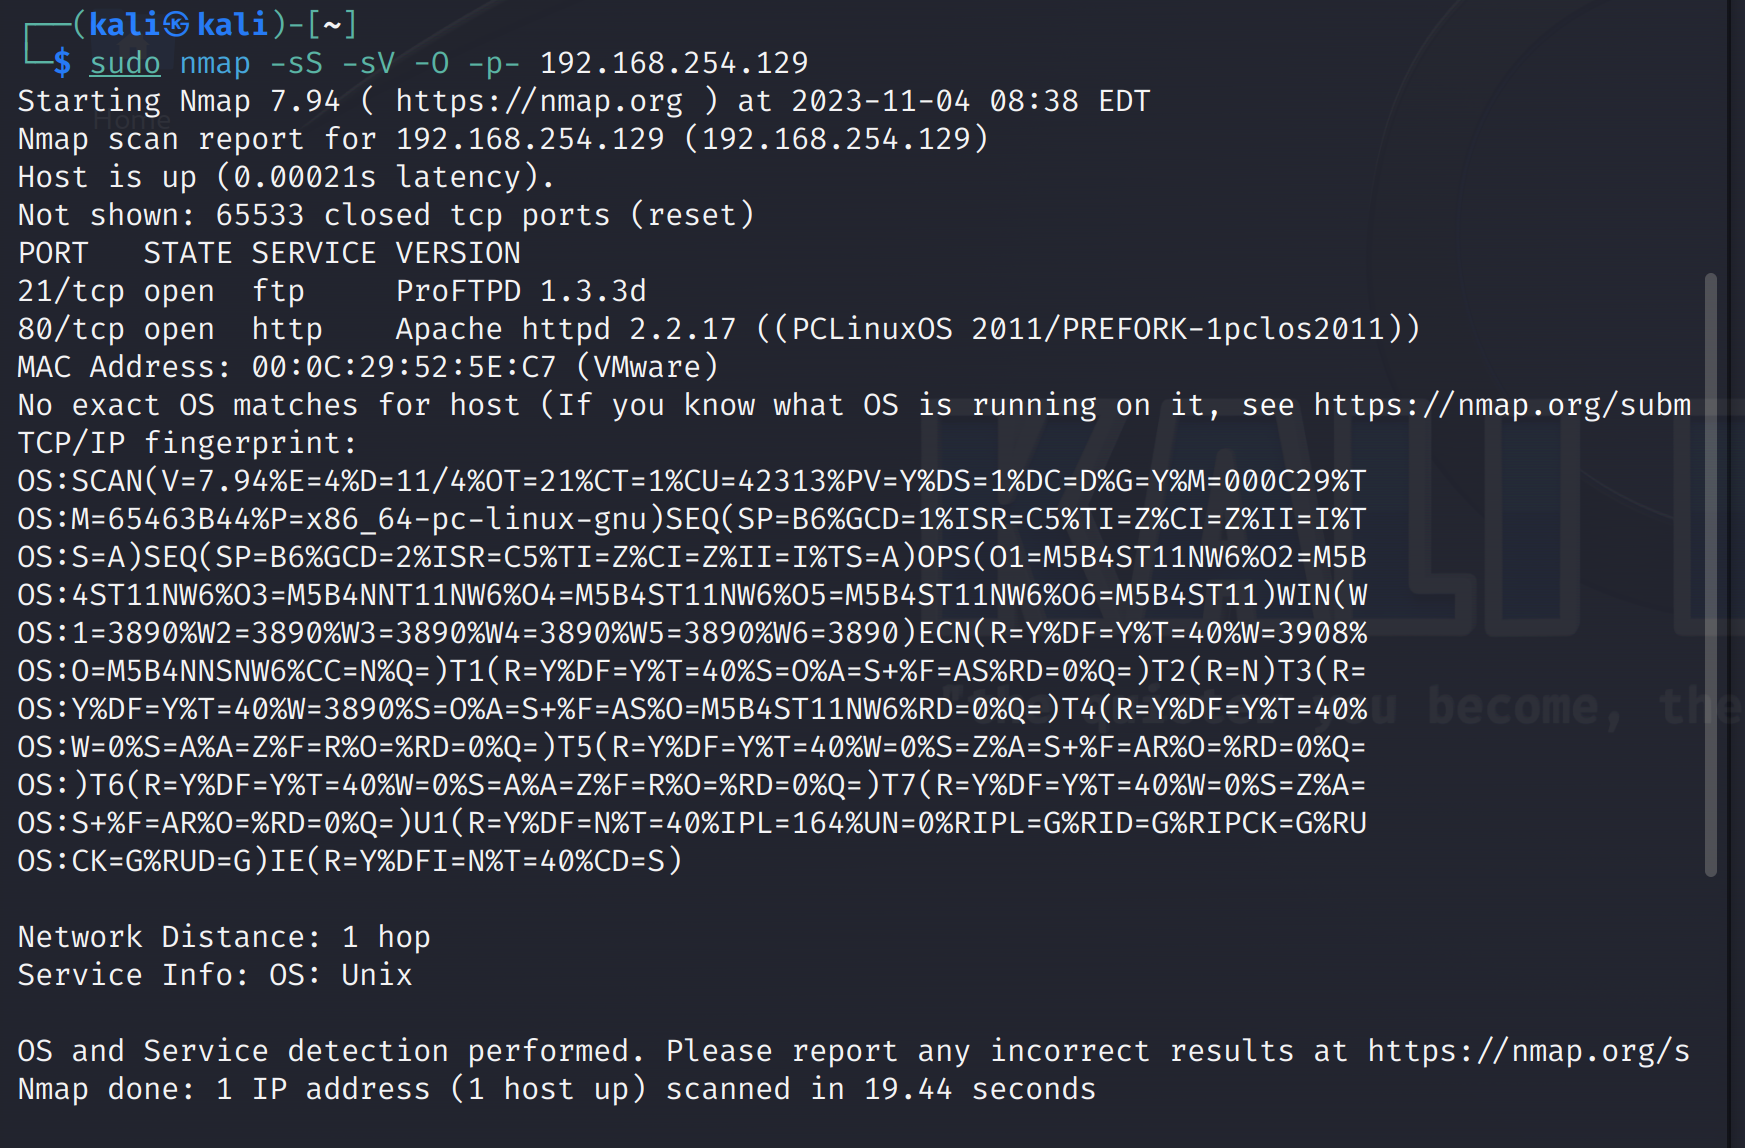 (kali㉿kali)-[~]
$ sudo nmap -sS -sV -O -p- 192.168.254.129
Starting Nmap 7.94 ( https://nmap.org ) at 2023-11-04 08:38 EDT
Home
Nmap scan report for 192.168.254.129 (192.168.254.129)
Host is up (0.00021s latency).
Not shown: 65533 closed tcp ports (reset)
PORT   STATE SERVICE VERSION
21/tcp open  ftp     ProFTPD 1.3.3d
80/tcp open  http    Apache httpd 2.2.17 ((PCLinuxOS 2011/PREFORK-1pclos2011))
MAC Address: 00:0C:29:52:5E:C7 (VMware)
No exact OS matches for host (If you know what OS is running on it, see https://nmap.org/subm
TCP/IP fingerprint:
OS:SCAN(V=7.94%E=4%D=11/4%OT=21%CT=1%CU=42313%PV=Y%DS=1%DC=D%G=Y%M=000C29%T
OS:M=65463B44%P=x86_64-pc-linux-gnu)SEQ(SP=B6%GCD=1%ISR=C5%TI=Z%CI=Z%II=I%T
OS:S=A)SEQ(SP=B6%GCD=2%ISR=C5%TI=Z%CI=Z%II=I%TS=A)OPS(O1=M5B4ST11NW6%O2=M5B
OS:4ST11NW6%O3=M5B4NNT11NW6%O4=M5B4ST11NW6%O5=M5B4ST11NW6%O6=M5B4ST11)WIN(W
OS:1=3890%W2=3890%W3=3890%W4=3890%W5=3890%W6=3890)ECN(R=Y%DF=Y%T=40%W=3908%
OS:O=M5B4NNSNW6%CC=N%Q=)T1(R=Y%DF=Y%T=40%S=O%A=S+%F=AS%RD=0%Q=)T2(R=N)T3(R=
OS:Y%DF=Y%T=40%W=3890%S=O%A=S+%F=AS%O=M5B4ST11NW6%RD=0%Q=)T4(R=Y%DF=Y%T=40%
OS:W=0%S=A%A=Z%F=R%O=%RD=0%Q=)T5(R=Y%DF=Y%T=40%W=0%S=Z%A=S+%F=AR%O=%RD=0%Q=
OS:)T6(R=Y%DF=Y%T=40%W=0%S=A%A=Z%F=R%O=%RD=0%Q=)T7(R=Y%DF=Y%T=40%W=0%S=Z%A=
OS:S+%F=AR%O=%RD=0%Q=)U1(R=Y%DF=N%T=40%IPL=164%UN=0%RIPL=G%RID=G%RIPCK=G%RU
OS:CK=G%RUD=G)IE(R=Y%DFI=N%T=40%CD=S)
KALI
"the quieter you become, the
Network Distance: 1 hop
Service Info: OS: Unix
OS and Service detection performed. Please report any incorrect results at https://nmap.org/s
Nmap done: 1 IP address (1 host up) scanned in 19.44 seconds